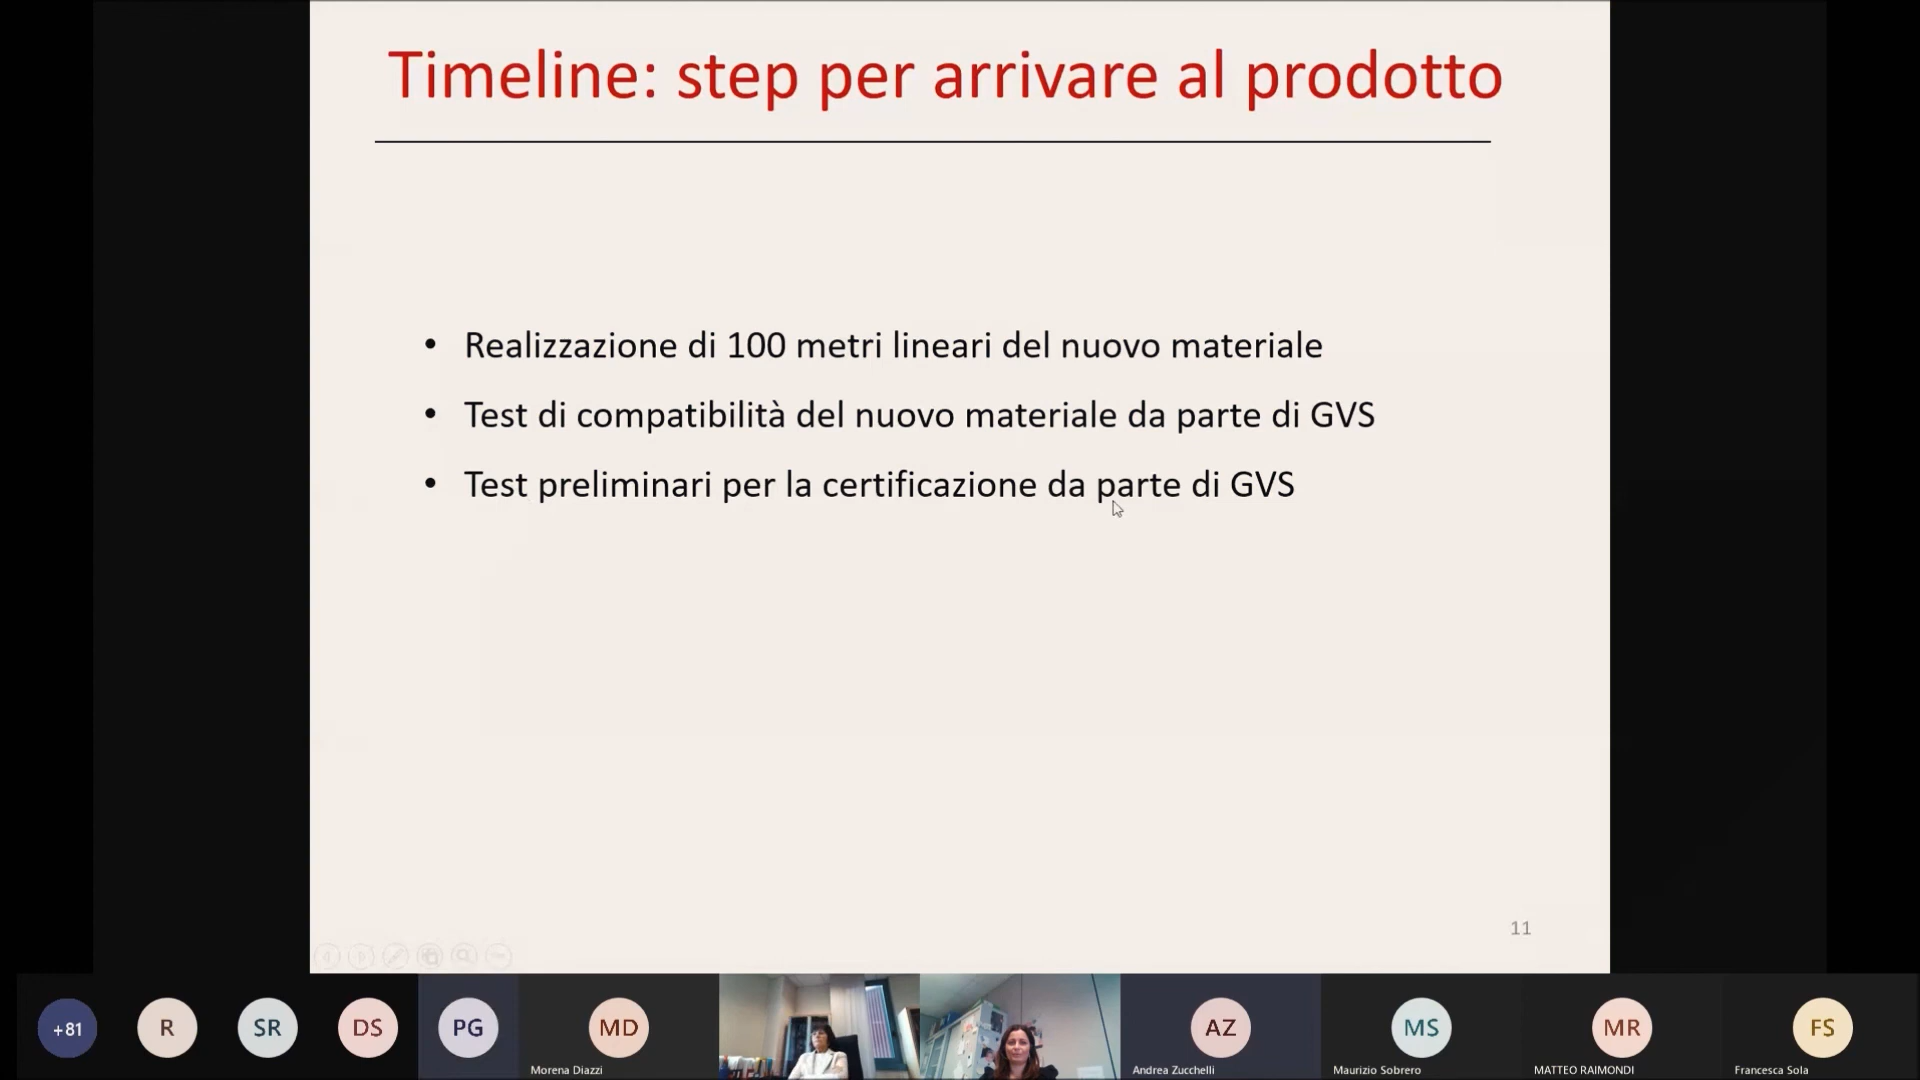 Timeline: step per arrivare al prodotto
• Realizzazione di 100 metri lineari del nuovo materiale
• Test di compatibilità del nuovo materiale da parte di GVS
• Test preliminari per la certificazione da parte di GVS
11
+81
R
SR
DS
PG
MD
AZ
MS
MR
FS
Morena Diazzi
Andrea Zucchelli
Maurizio Sobrero
MATTEO RAIMONDI
Francesca Sola